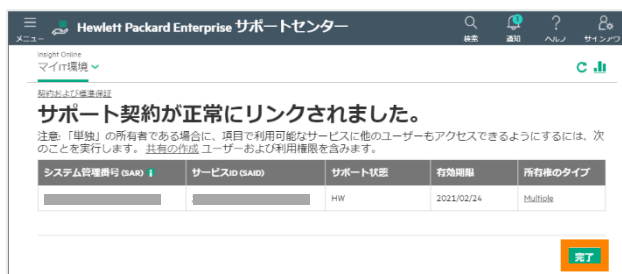 Hewlett Packard Enterprise サポートセンター
メニュー 検索 通知 ヘルプ サインアウ
Insight Online
マイIT環境
契約および標準保証
サポート契約が正常にリンクされました。
注意:「単独」の所有者である場合に、項目で利用可能なサービスに他のユーザーもアクセスできるようにするには、次
のことを実行します。 共有の作成 ユーザーおよび利用権限を含みます。
システム管理番号 (SAR) サービスID (SAID) サポート状態 有効期限 所有権のタイプ
HW 2021/02/24 Multiple
完了